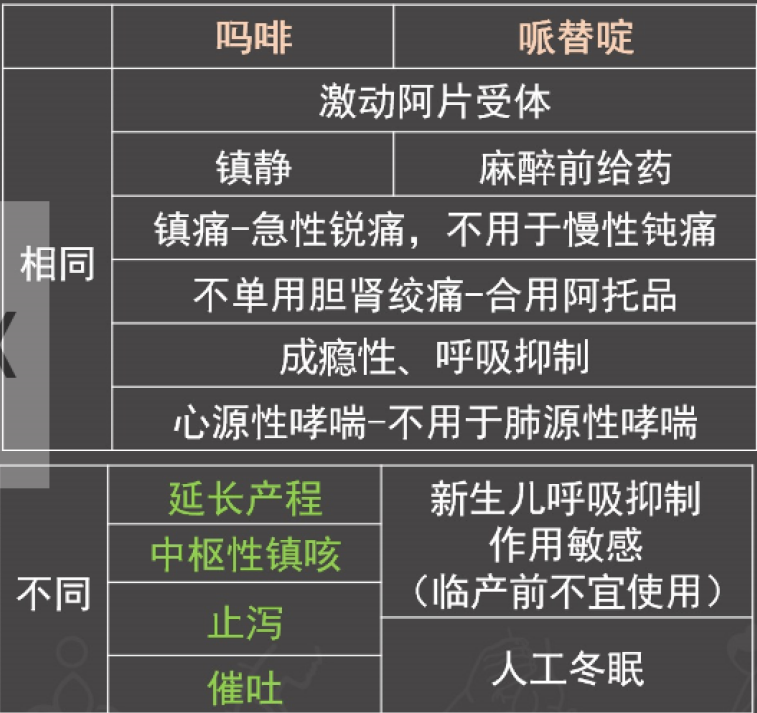 吗啡 哌替啶
激动阿片受体
镇静 麻醉前给药
镇痛-急性锐痛，不用于慢性钝痛
相同
不单用胆肾绞痛-合用阿托品
成瘾性、呼吸抑制
心源性哮喘-不用于肺源性哮喘
不同
延长产程
中枢性镇咳
止泻
催吐
新生儿呼吸抑制
作用敏感
（临产前不宜使用）
人工冬眠